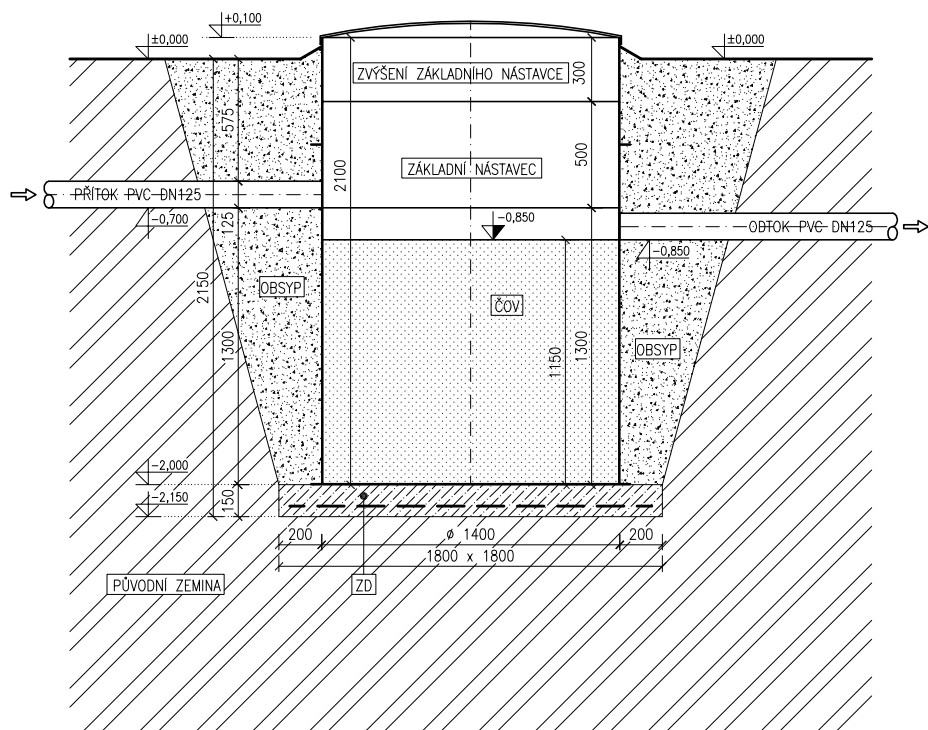 +0,100
±0,000
±0,000
ZVÝŠENÍ ZÁKLADNÍHO NÁSTAVCE
300
575
2100
ZÁKLADNÍ NÁSTAVEC
500
PŘÍTOK PVC DN125
-0,700
125
-0,850
ODTOK PVC DN125
-0,850
2150
OBSYP
ČOV
OBSYP
1300
1150
1300
-2,000
-2,150
150
200
ø 1400
200
1800 x 1800
PŮVODNÍ ZEMINA
ZD